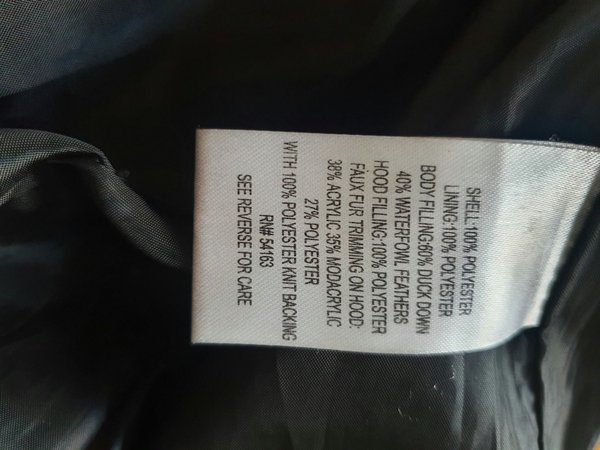 SHELL:100% POLYESTER
LINING:100% POLYESTER
BODY FILLING:60% DUCK DOWN
40% WATERFOWL FEATHERS
HOOD FILLING:100% POLYESTER
FAUX FUR TRIMMING ON HOOD:
38% ACRYLIC 35% MODACRYLIC
27% POLYESTER
WITH 100% POLYESTER KNIT BACKING
RN# 54163
SEE REVERSE FOR CARE